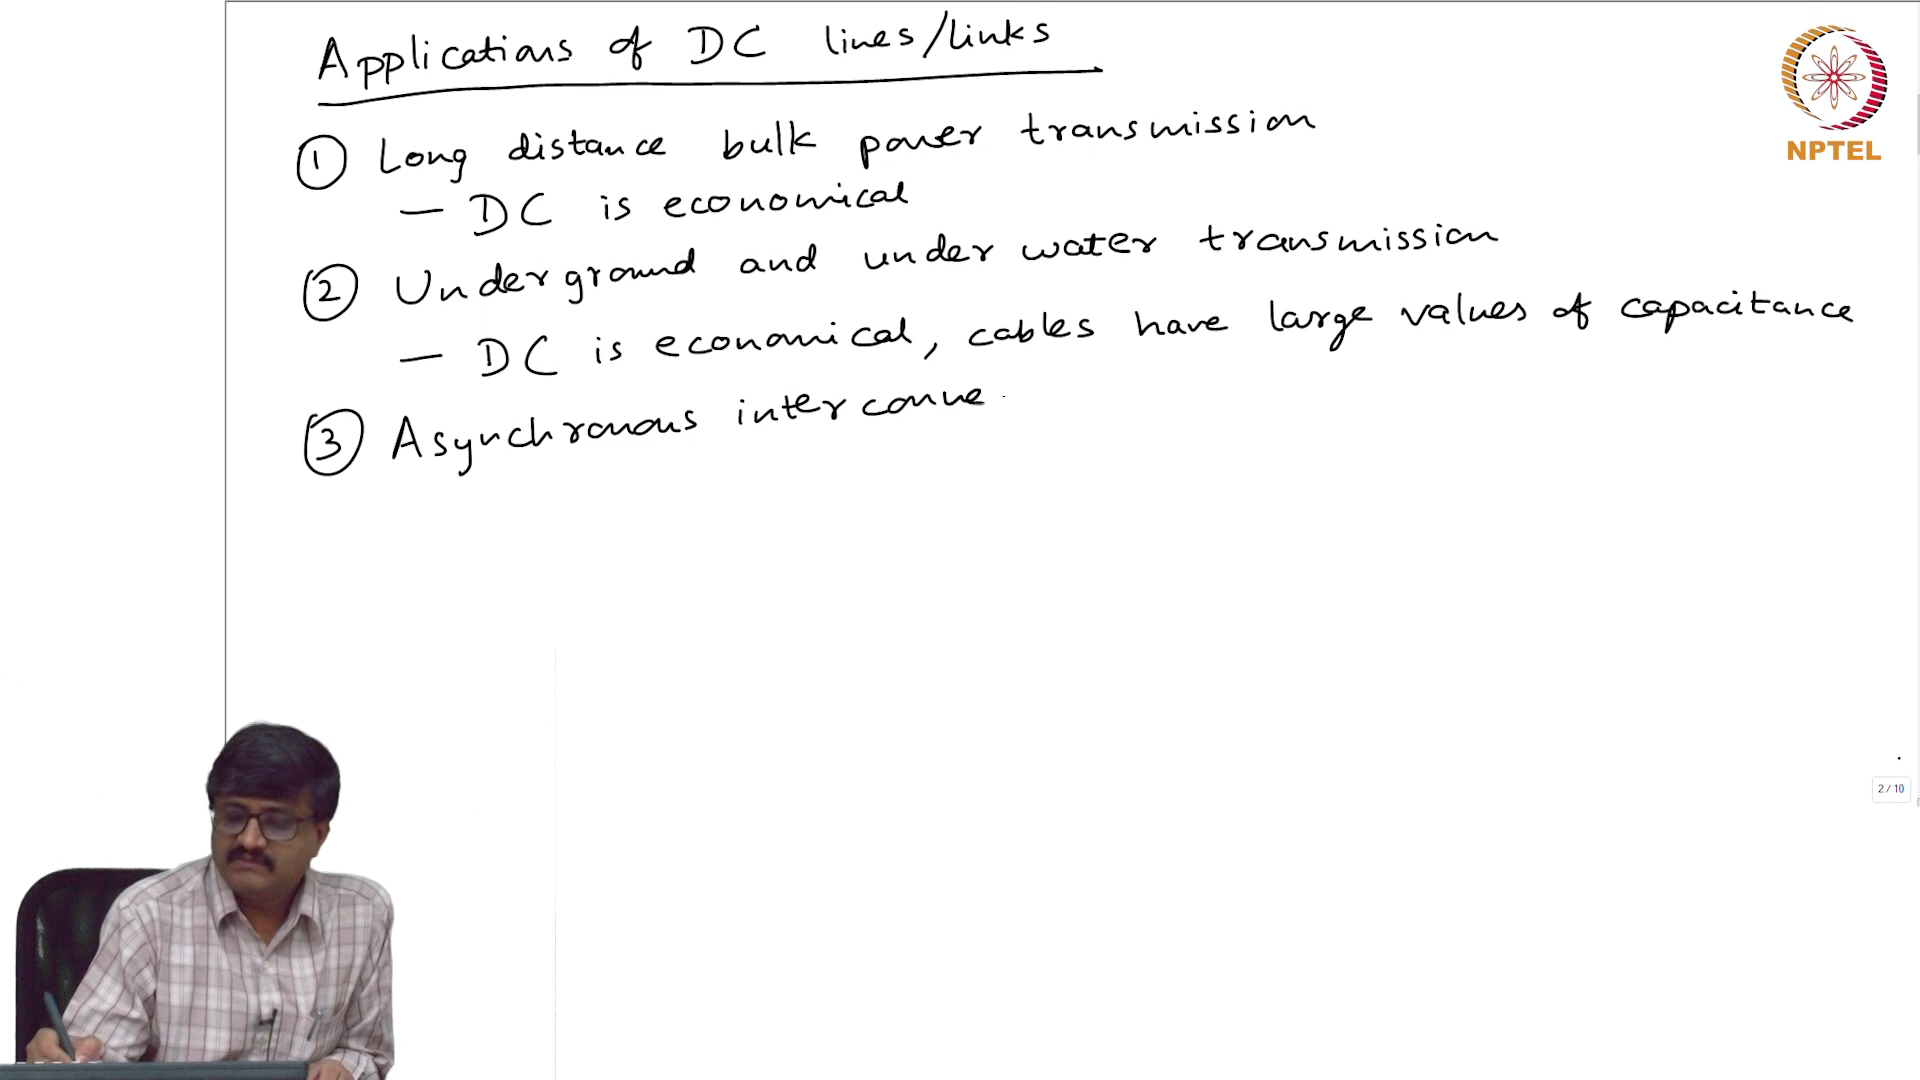 Applications of DC lines/links
① Long distance bulk power transmission
— DC is economical
② Underground and under water transmission
— DC is economical, cables have large values of capacitance
③ Asynchronous interconne
NPTEL
2 / 10